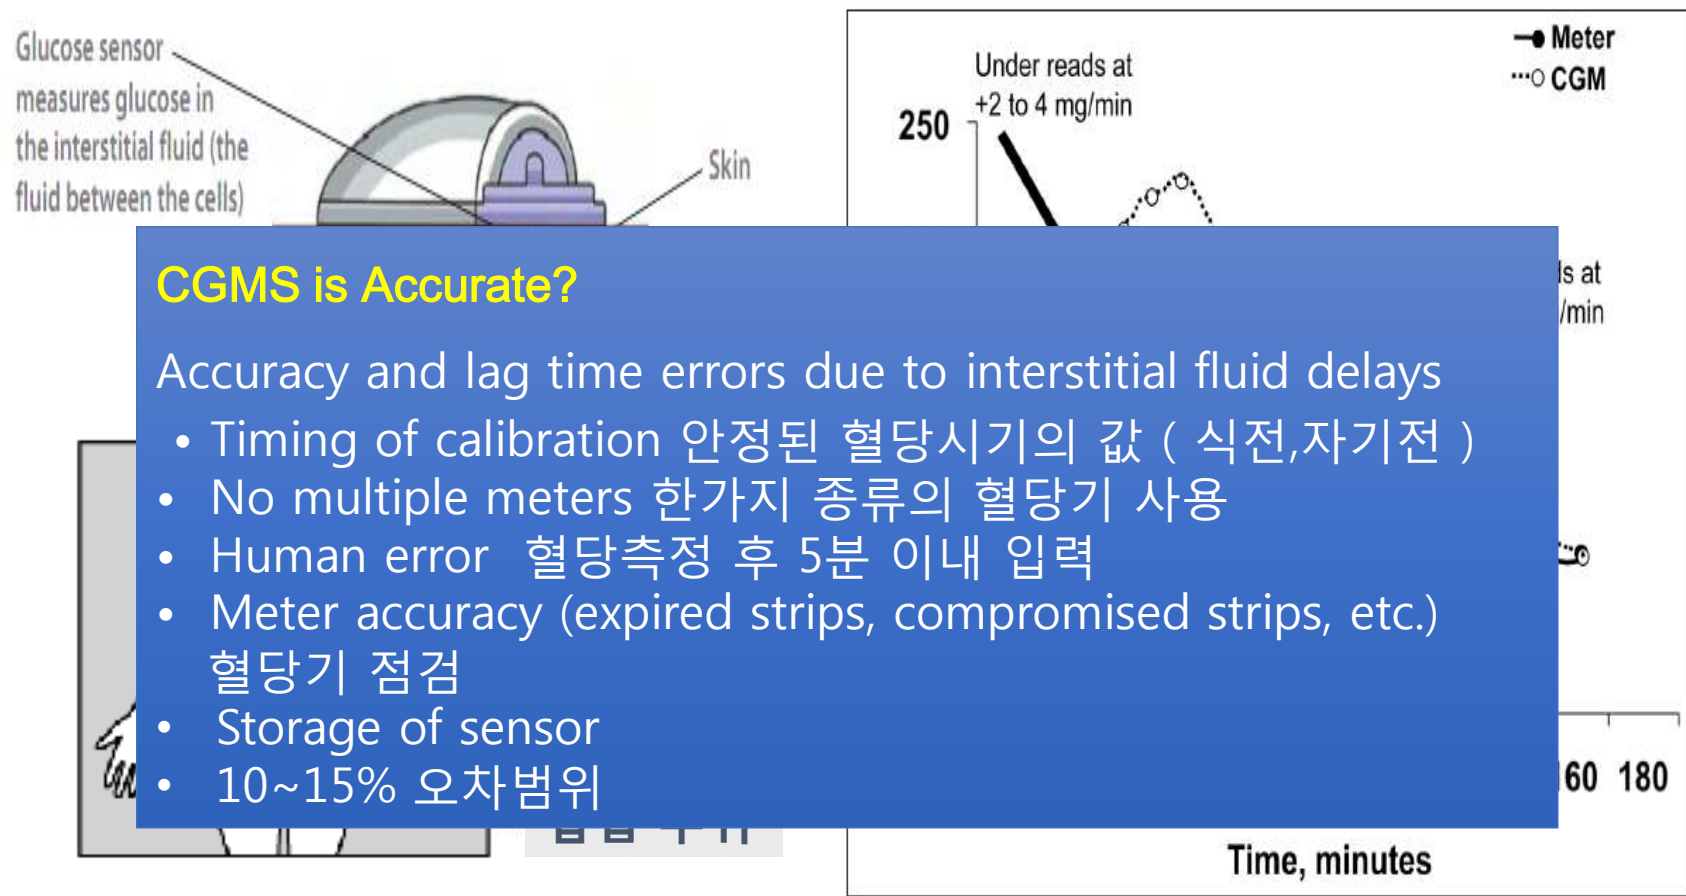 Glucose sensor
measures glucose in
the interstitial fluid (the
fluid between the cells)
Skin
Meter
CGM
Under reads at
+2 to 4 mg/min
250
ds at
/min
CGMS is Accurate?
Accuracy and lag time errors due to interstitial fluid delays
• Timing of calibration 안정된 혈당시기의 값 ( 식전,자기전 )
• No multiple meters 한가지 종류의 혈당기 사용
• Human error 혈당측정 후 5분 이내 입력
• Meter accuracy (expired strips, compromised strips, etc.)
혈당기 점검
• Storage of sensor
• 10~15% 오차범위
60 180
Time, minutes